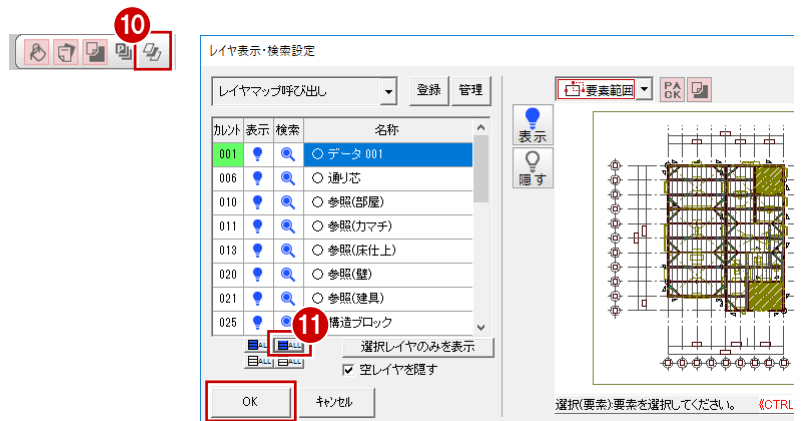 10
レイヤ表示・検索設定
レイヤマップ呼び出し
登録
管理
要素範囲
PA
CK
カレント 表示 検索 名称
表示
隠す
001 ○ データ 001
006 ○ 通り芯
010 ○ 参照(部屋)
011 ○ 参照(カマチ)
013 ○ 参照(床仕上)
020 ○ 参照(壁)
021 ○ 参照(建具)
025 構造ブロック
11
ALL ALL 選択レイヤのみを表示
ALL ALL 空レイヤを隠す
OK
キャンセル
選択(要素):要素を選択してください。 《CTRL